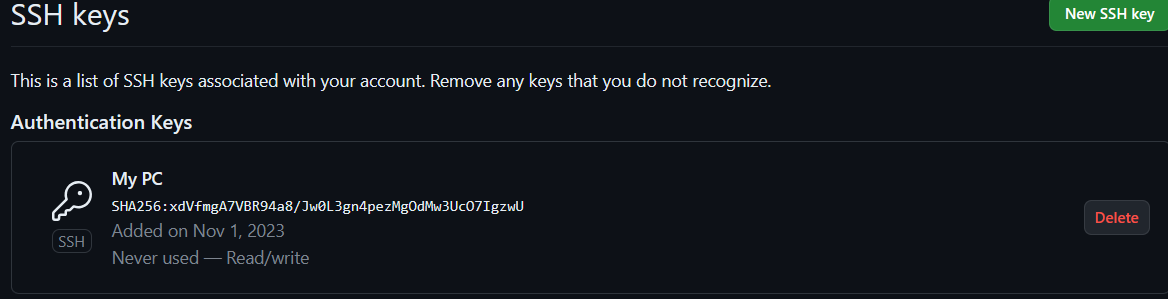 SSH keys
New SSH key
This is a list of SSH keys associated with your account. Remove any keys that you do not recognize.
Authentication Keys
My PC
SHA256:xdVfmgA7VBR94a8/Jw0L3gn4pezMgOdMw3UcO7IgzwU
Added on Nov 1, 2023
Never used — Read/write
SSH
Delete